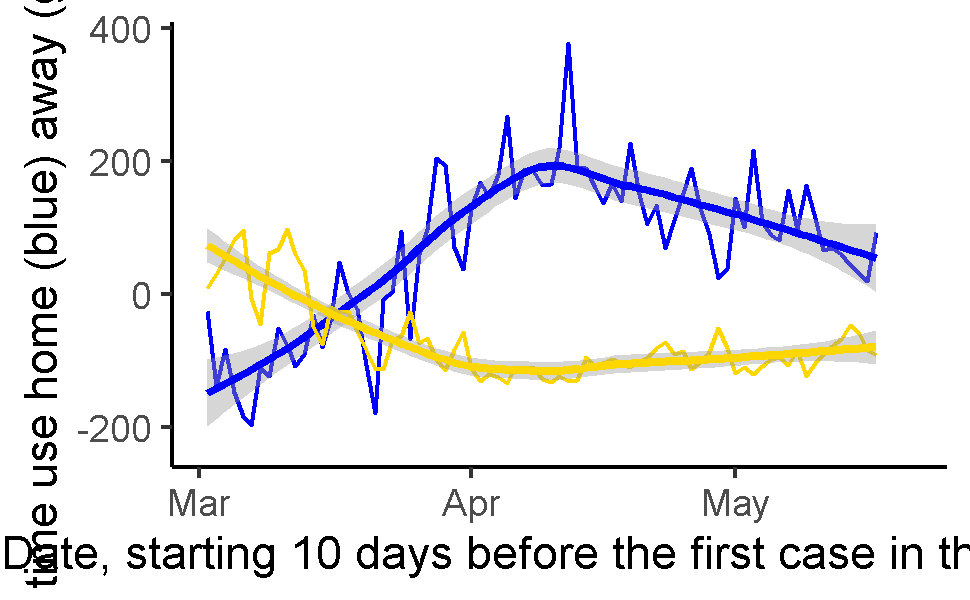 time use home (blue) away (
400
200
0
-200
Mar Apr May
Date, starting 10 days before the first case in th